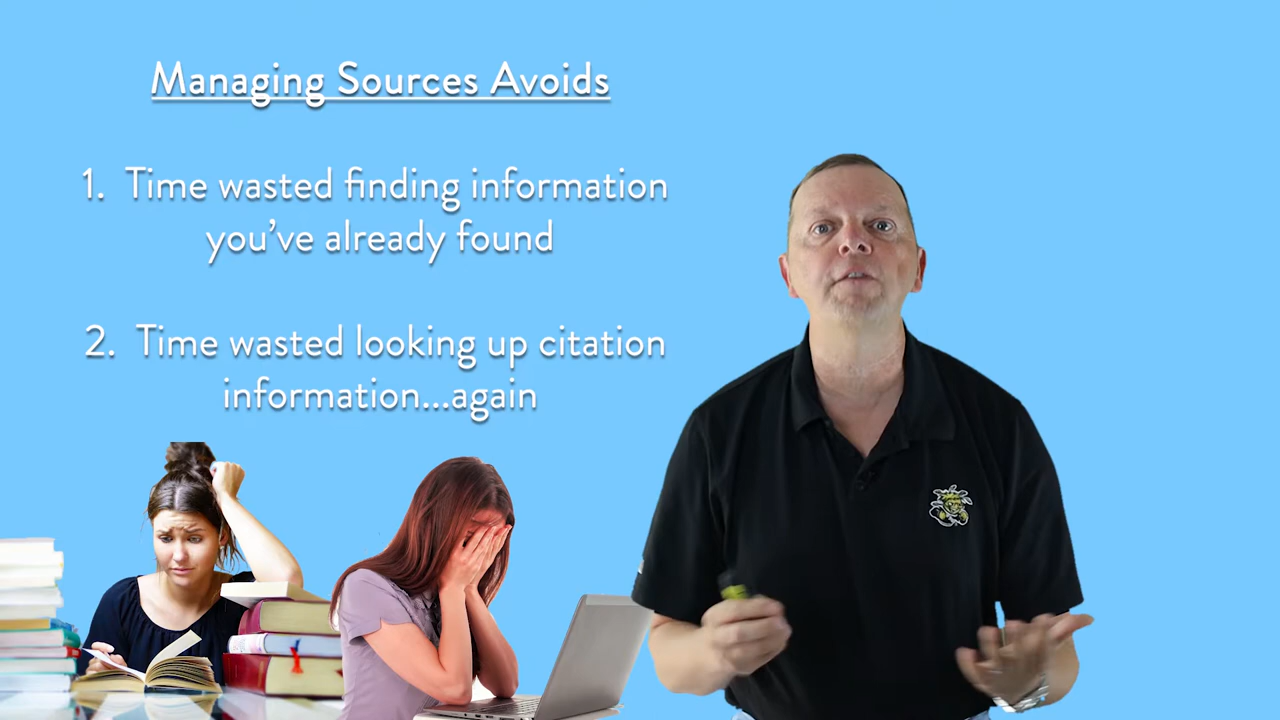 Managing Sources Avoids
1. Time wasted finding information
you've already found
2. Time wasted looking up citation
information...again